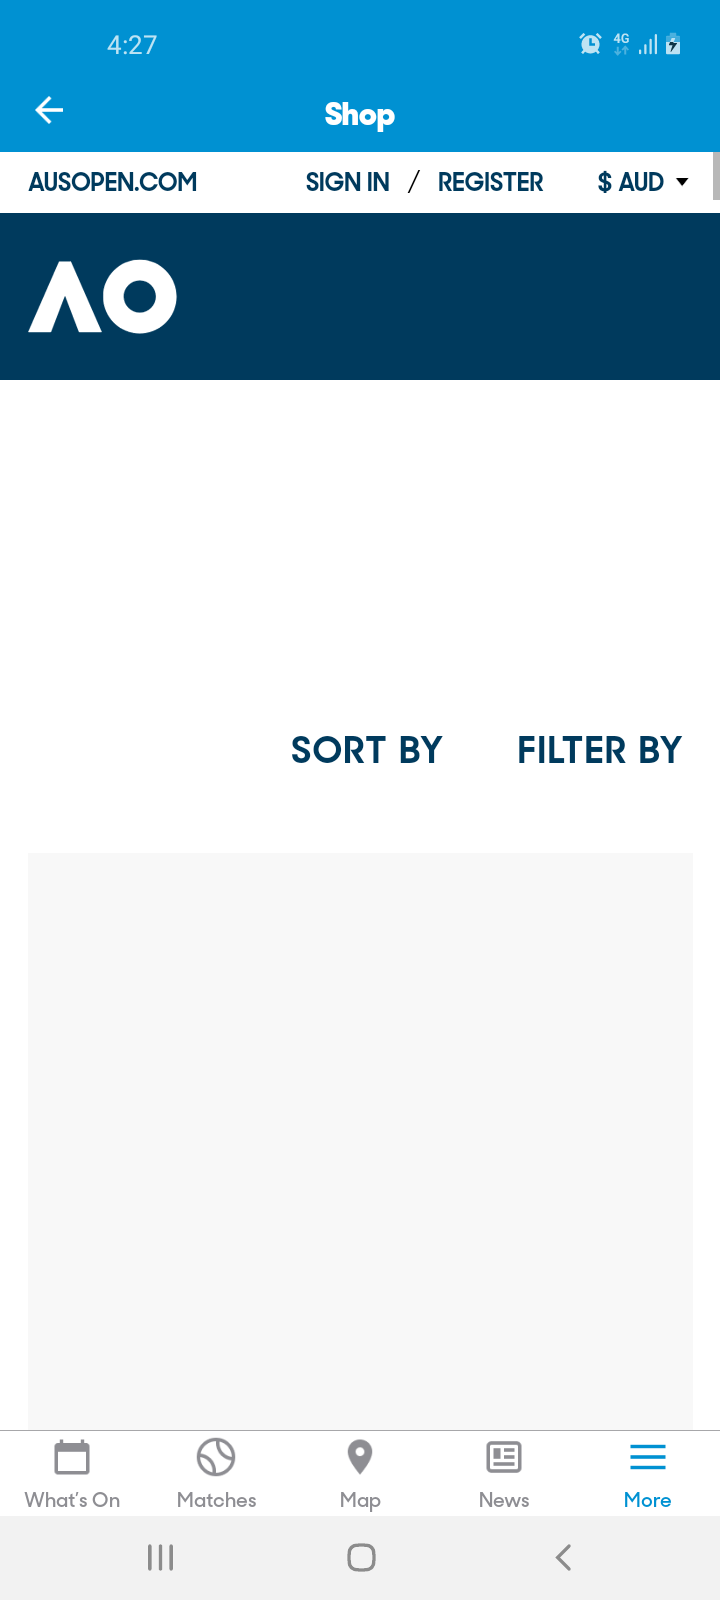 4:27
4G
Shop
AUSOPEN.COM SIGN IN / REGISTER $ AUD
AO
SORT BY FILTER BY
What's On Matches Map News More